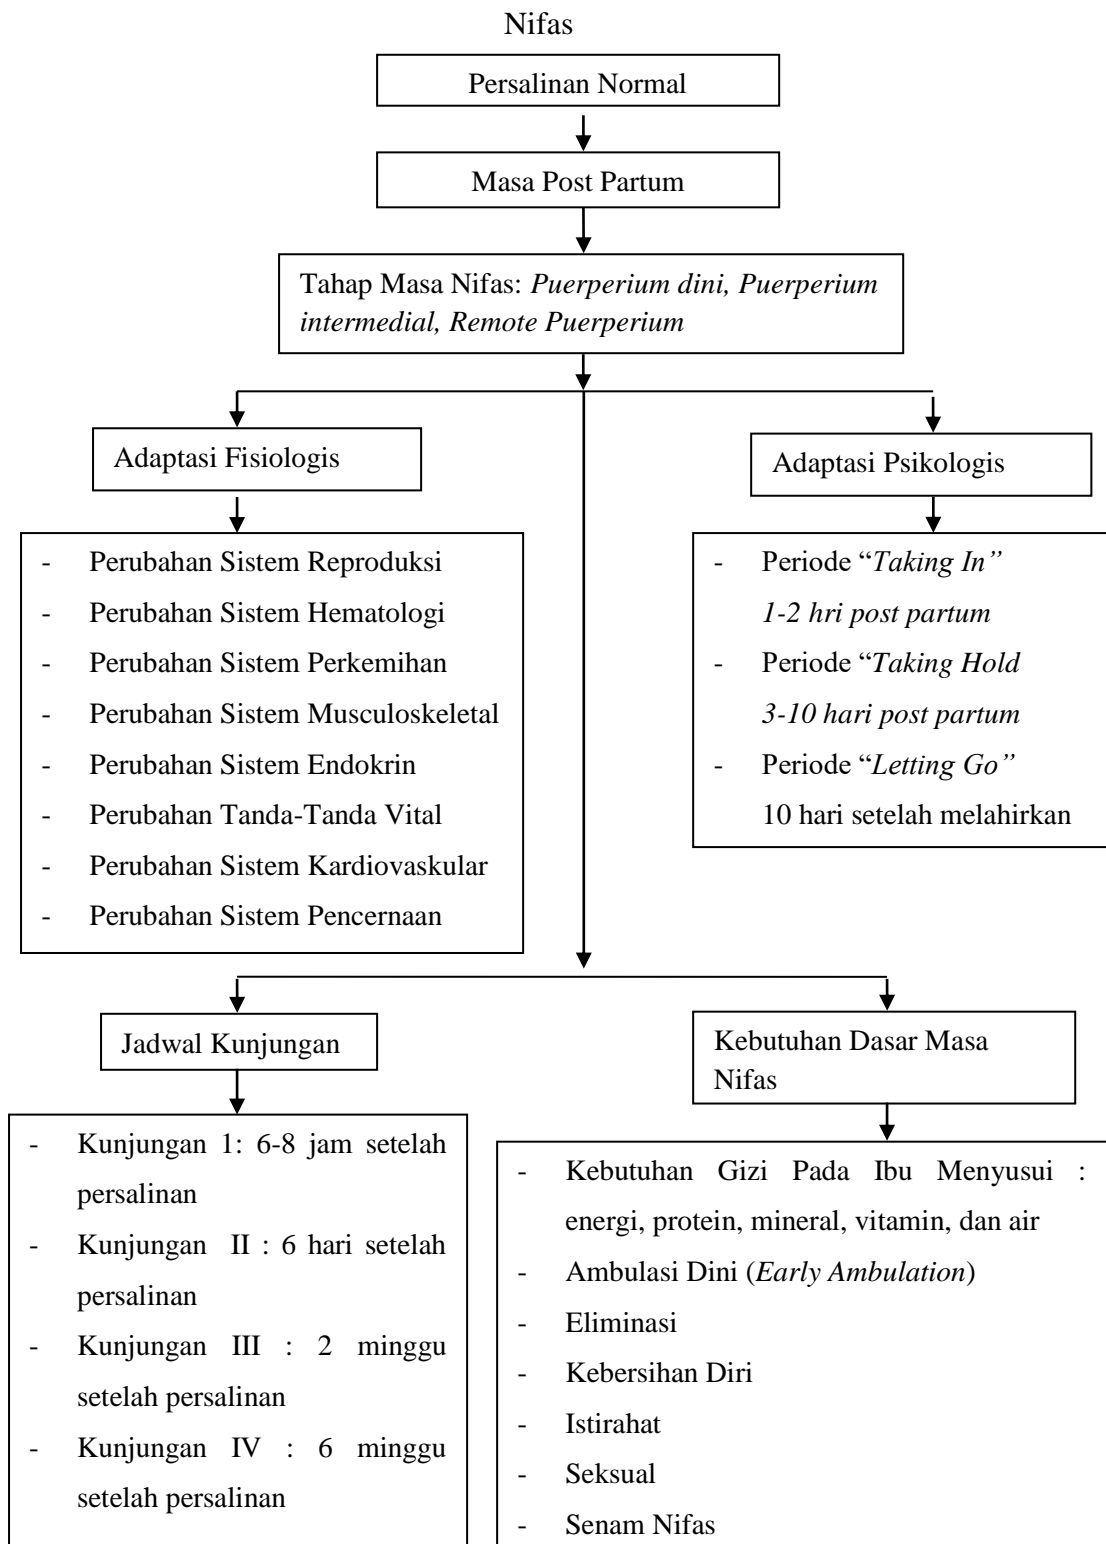 Nifas
Persalinan Normal
Masa Post Partum
Tahap Masa Nifas: Puerperium dini, Puerperium
intermedial, Remote Puerperium
Adaptasi Fisiologis
Adaptasi Psikologis
- Perubahan Sistem Reproduksi
- Perubahan Sistem Hematologi
- Perubahan Sistem Perkemihan
- Perubahan Sistem Musculoskeletal
- Perubahan Sistem Endokrin
- Perubahan Tanda-Tanda Vital
- Perubahan Sistem Kardiovaskular
- Perubahan Sistem Pencernaan
- Periode “Taking In”
1-2 hri post partum
- Periode “Taking Hold
3-10 hari post partum
- Periode “Letting Go”
10 hari setelah melahirkan
Jadwal Kunjungan
Kebutuhan Dasar Masa
Nifas
- Kunjungan 1: 6-8 jam setelah
persalinan
- Kunjungan II : 6 hari setelah
persalinan
- Kunjungan III : 2 minggu
setelah persalinan
- Kunjungan IV : 6 minggu
setelah persalinan
- Kebutuhan Gizi Pada Ibu Menyusui :
energi, protein, mineral, vitamin, dan air
- Ambulasi Dini (Early Ambulation)
- Eliminasi
- Kebersihan Diri
- Istirahat
- Seksual
- Senam Nifas